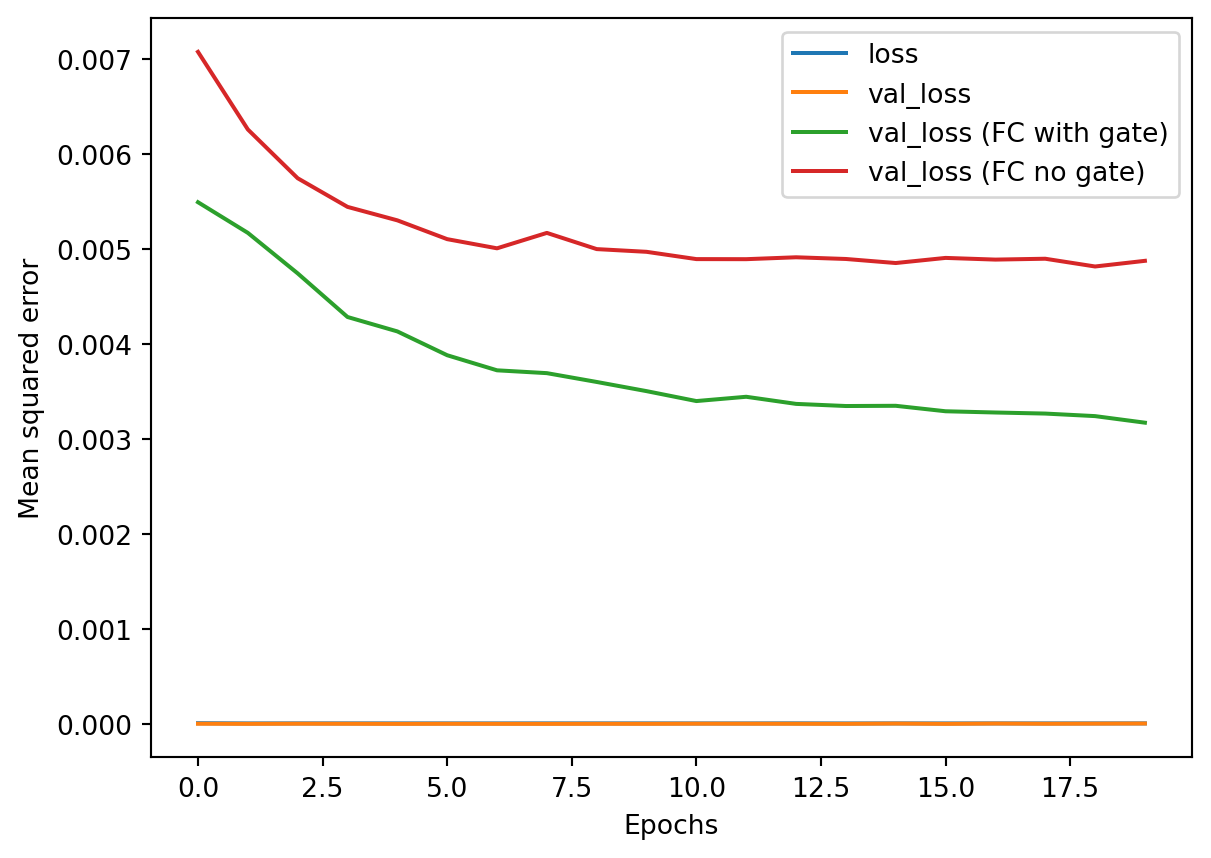 loss
val_loss
val_loss (FC with gate)
val_loss (FC no gate)
0.007
0.006
0.005
0.004
0.003
0.002
0.001
0.000
Mean squared error
0.0 2.5 5.0 7.5 10.0 12.5 15.0 17.5
Epochs